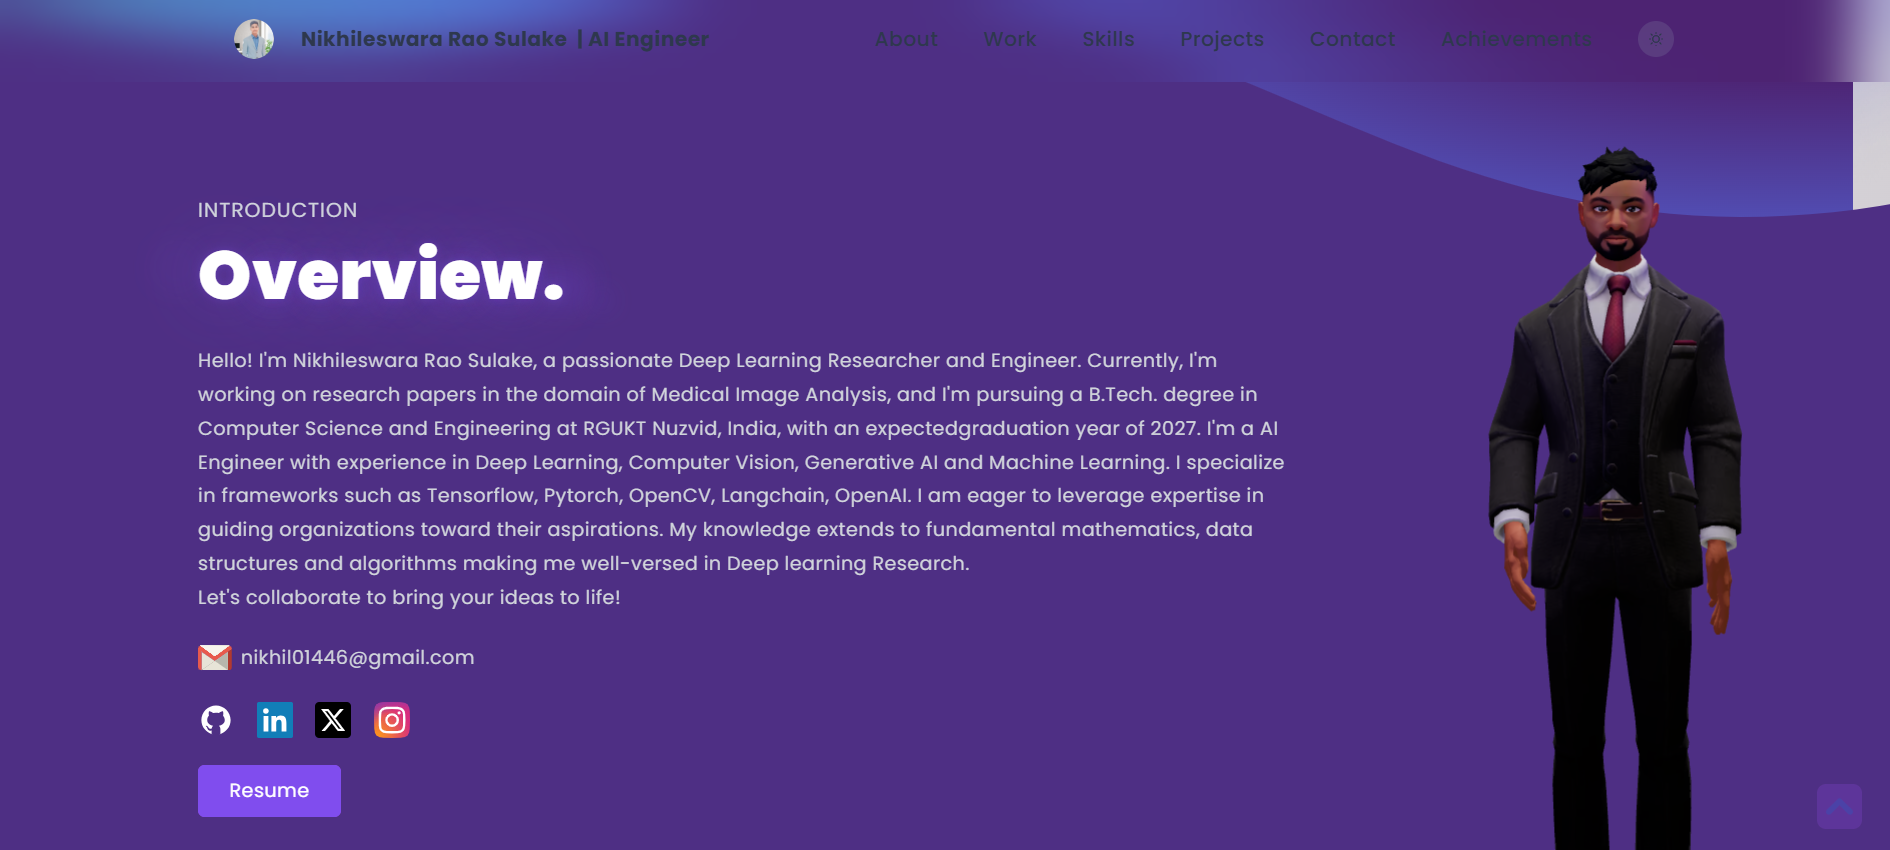 Nikhileswara Rao Sulake | AI Engineer
About Work Skills Projects Contact Achievements
INTRODUCTION
Overview.
Hello! I'm Nikhileswara Rao Sulake, a passionate Deep Learning Researcher and Engineer. Currently, I'm
working on research papers in the domain of Medical Image Analysis, and I'm pursuing a B.Tech. degree in
Computer Science and Engineering at RGUKT Nuzvid, India, with an expectedgraduation year of 2027. I'm a AI
Engineer with experience in Deep Learning, Computer Vision, Generative AI and Machine Learning. I specialize
in frameworks such as Tensorflow, Pytorch, OpenCV, Langchain, OpenAI. I am eager to leverage expertise in
guiding organizations toward their aspirations. My knowledge extends to fundamental mathematics, data
structures and algorithms making me well-versed in Deep learning Research.
Let's collaborate to bring your ideas to life!
nikhil01446@gmail.com
in X
Resume